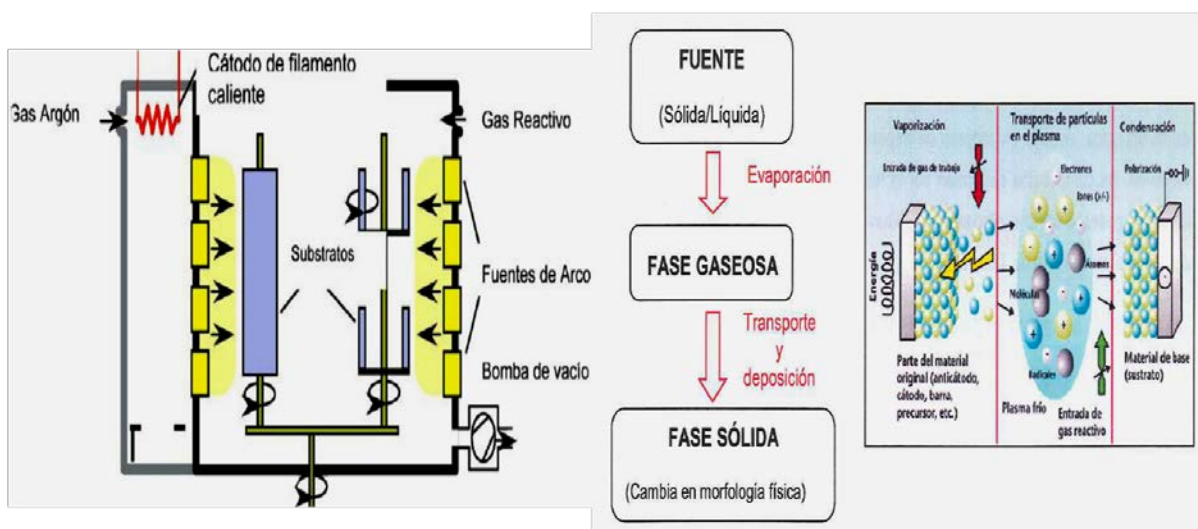 Cátodo de filamento
caliente
Gas Argón
Gas Reactivo
Substratos
Fuentes de Arco
Bomba de vacío
FUENTE
(Sólida/Líquida)
Evaporación
FASE GASEOSA
Transporte
y
deposición
FASE SÓLIDA
(Cambia en morfología física)
Vaporización
Entrada de gas de trabajo
Energía
Parte del material
original (anticátodo,
cátodo, barra,
precursor, etc.)
Transporte de partículas
en el plasma
Electrones
Iones (+/-)
Átomos
Moléculas
Radicales
Plasma frío
Entrada de
gas reactivo
Condensación
Polarización
Material de base
(sustrato)